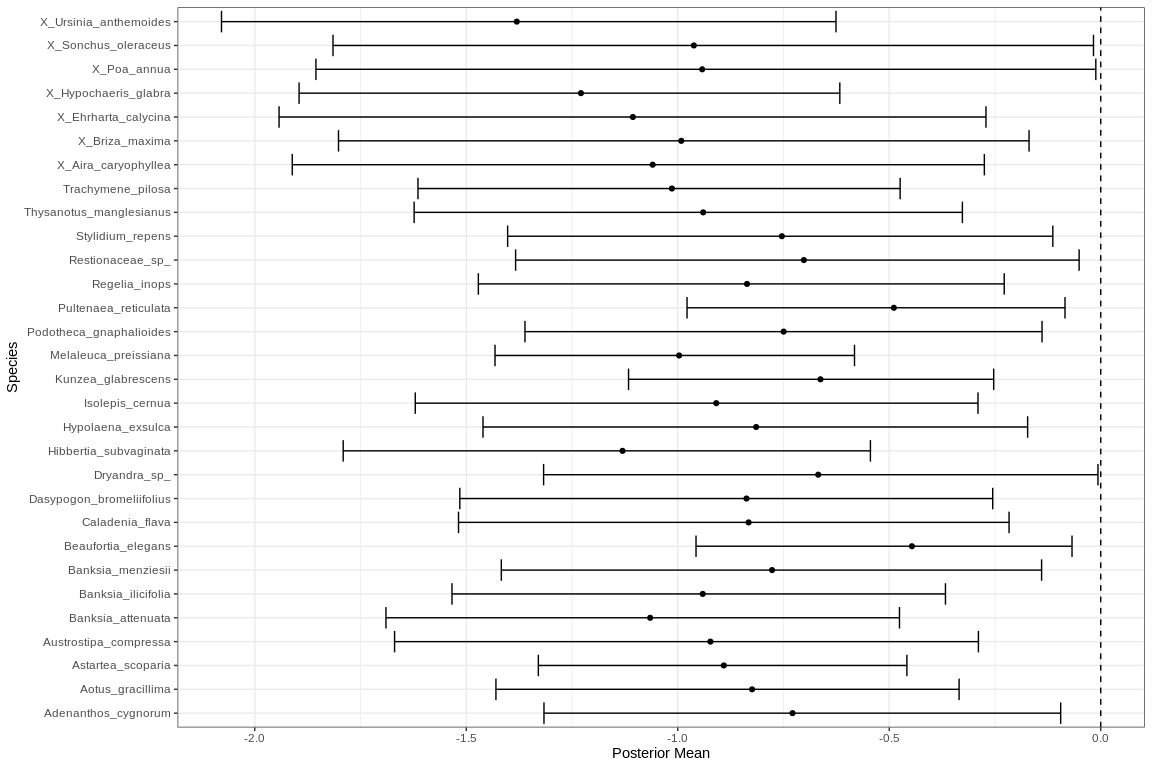 X_Ursinia_anthemoides
X_Sonchus_oleraceus
X_Poa_annua
X_Hypochaeris_glabra
X_Ehrharta_calycina
X_Briza_maxima
X_Aira_caryophyllea
Trachymene_pilosa
Thysanotus_manglesianus
Stylidium_repens
Restionaceae_sp_
Regelia_inops
Pultenaea_reticulata
Podotheca_gnaphalioides
Melaleuca_preissiana
Kunzea_glabrescens
Isolepis_cernua
Hypolaena_exsulca
Hibbertia_subvaginata
Dryandra_sp_
Dasypogon_bromeliifolius
Caladenia_flava
Beaufortia_elegans
Banksia_menziesii
Banksia_ilicifolia
Banksia_attenuata
Austrostipa_compressa
Astartea_scoparia
Aotus_gracillima
Adenanthos_cygnorum
Species
-2.0 -1.5 -1.0 -0.5 0.0
Posterior Mean